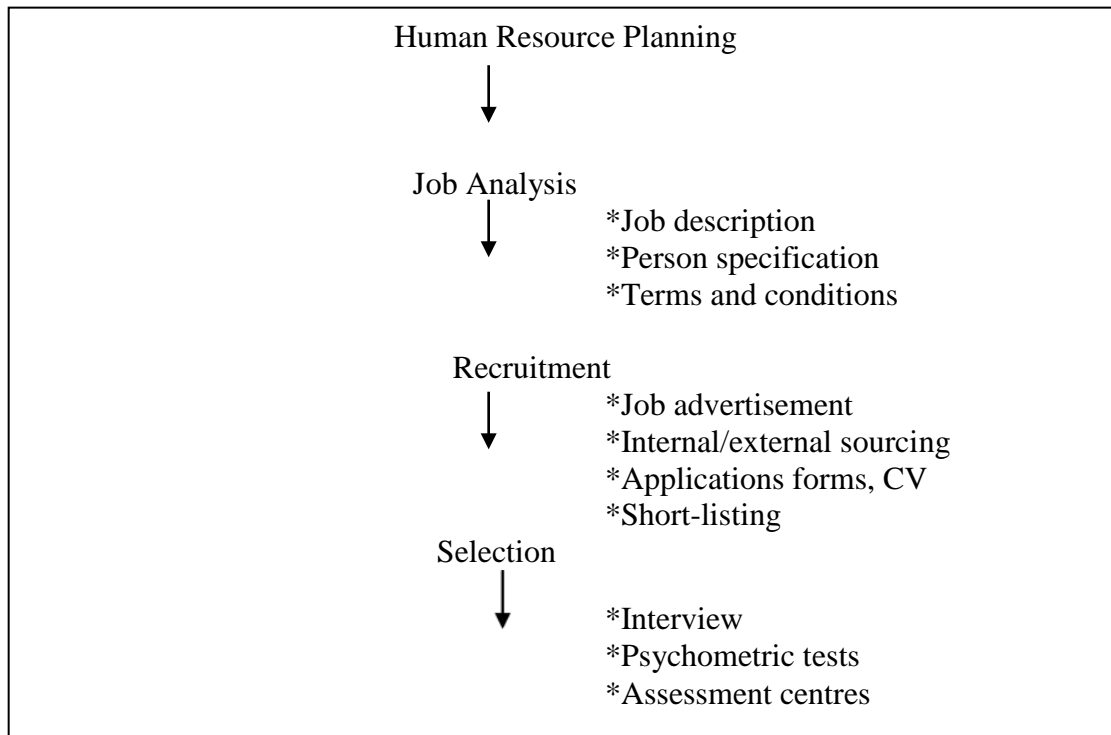 Human Resource Planning
Job Analysis
*Job description
*Person specification
*Terms and conditions
Recruitment
*Job advertisement
*Internal/external sourcing
*Applications forms, CV
*Short-listing
Selection
*Interview
*Psychometric tests
*Assessment centres